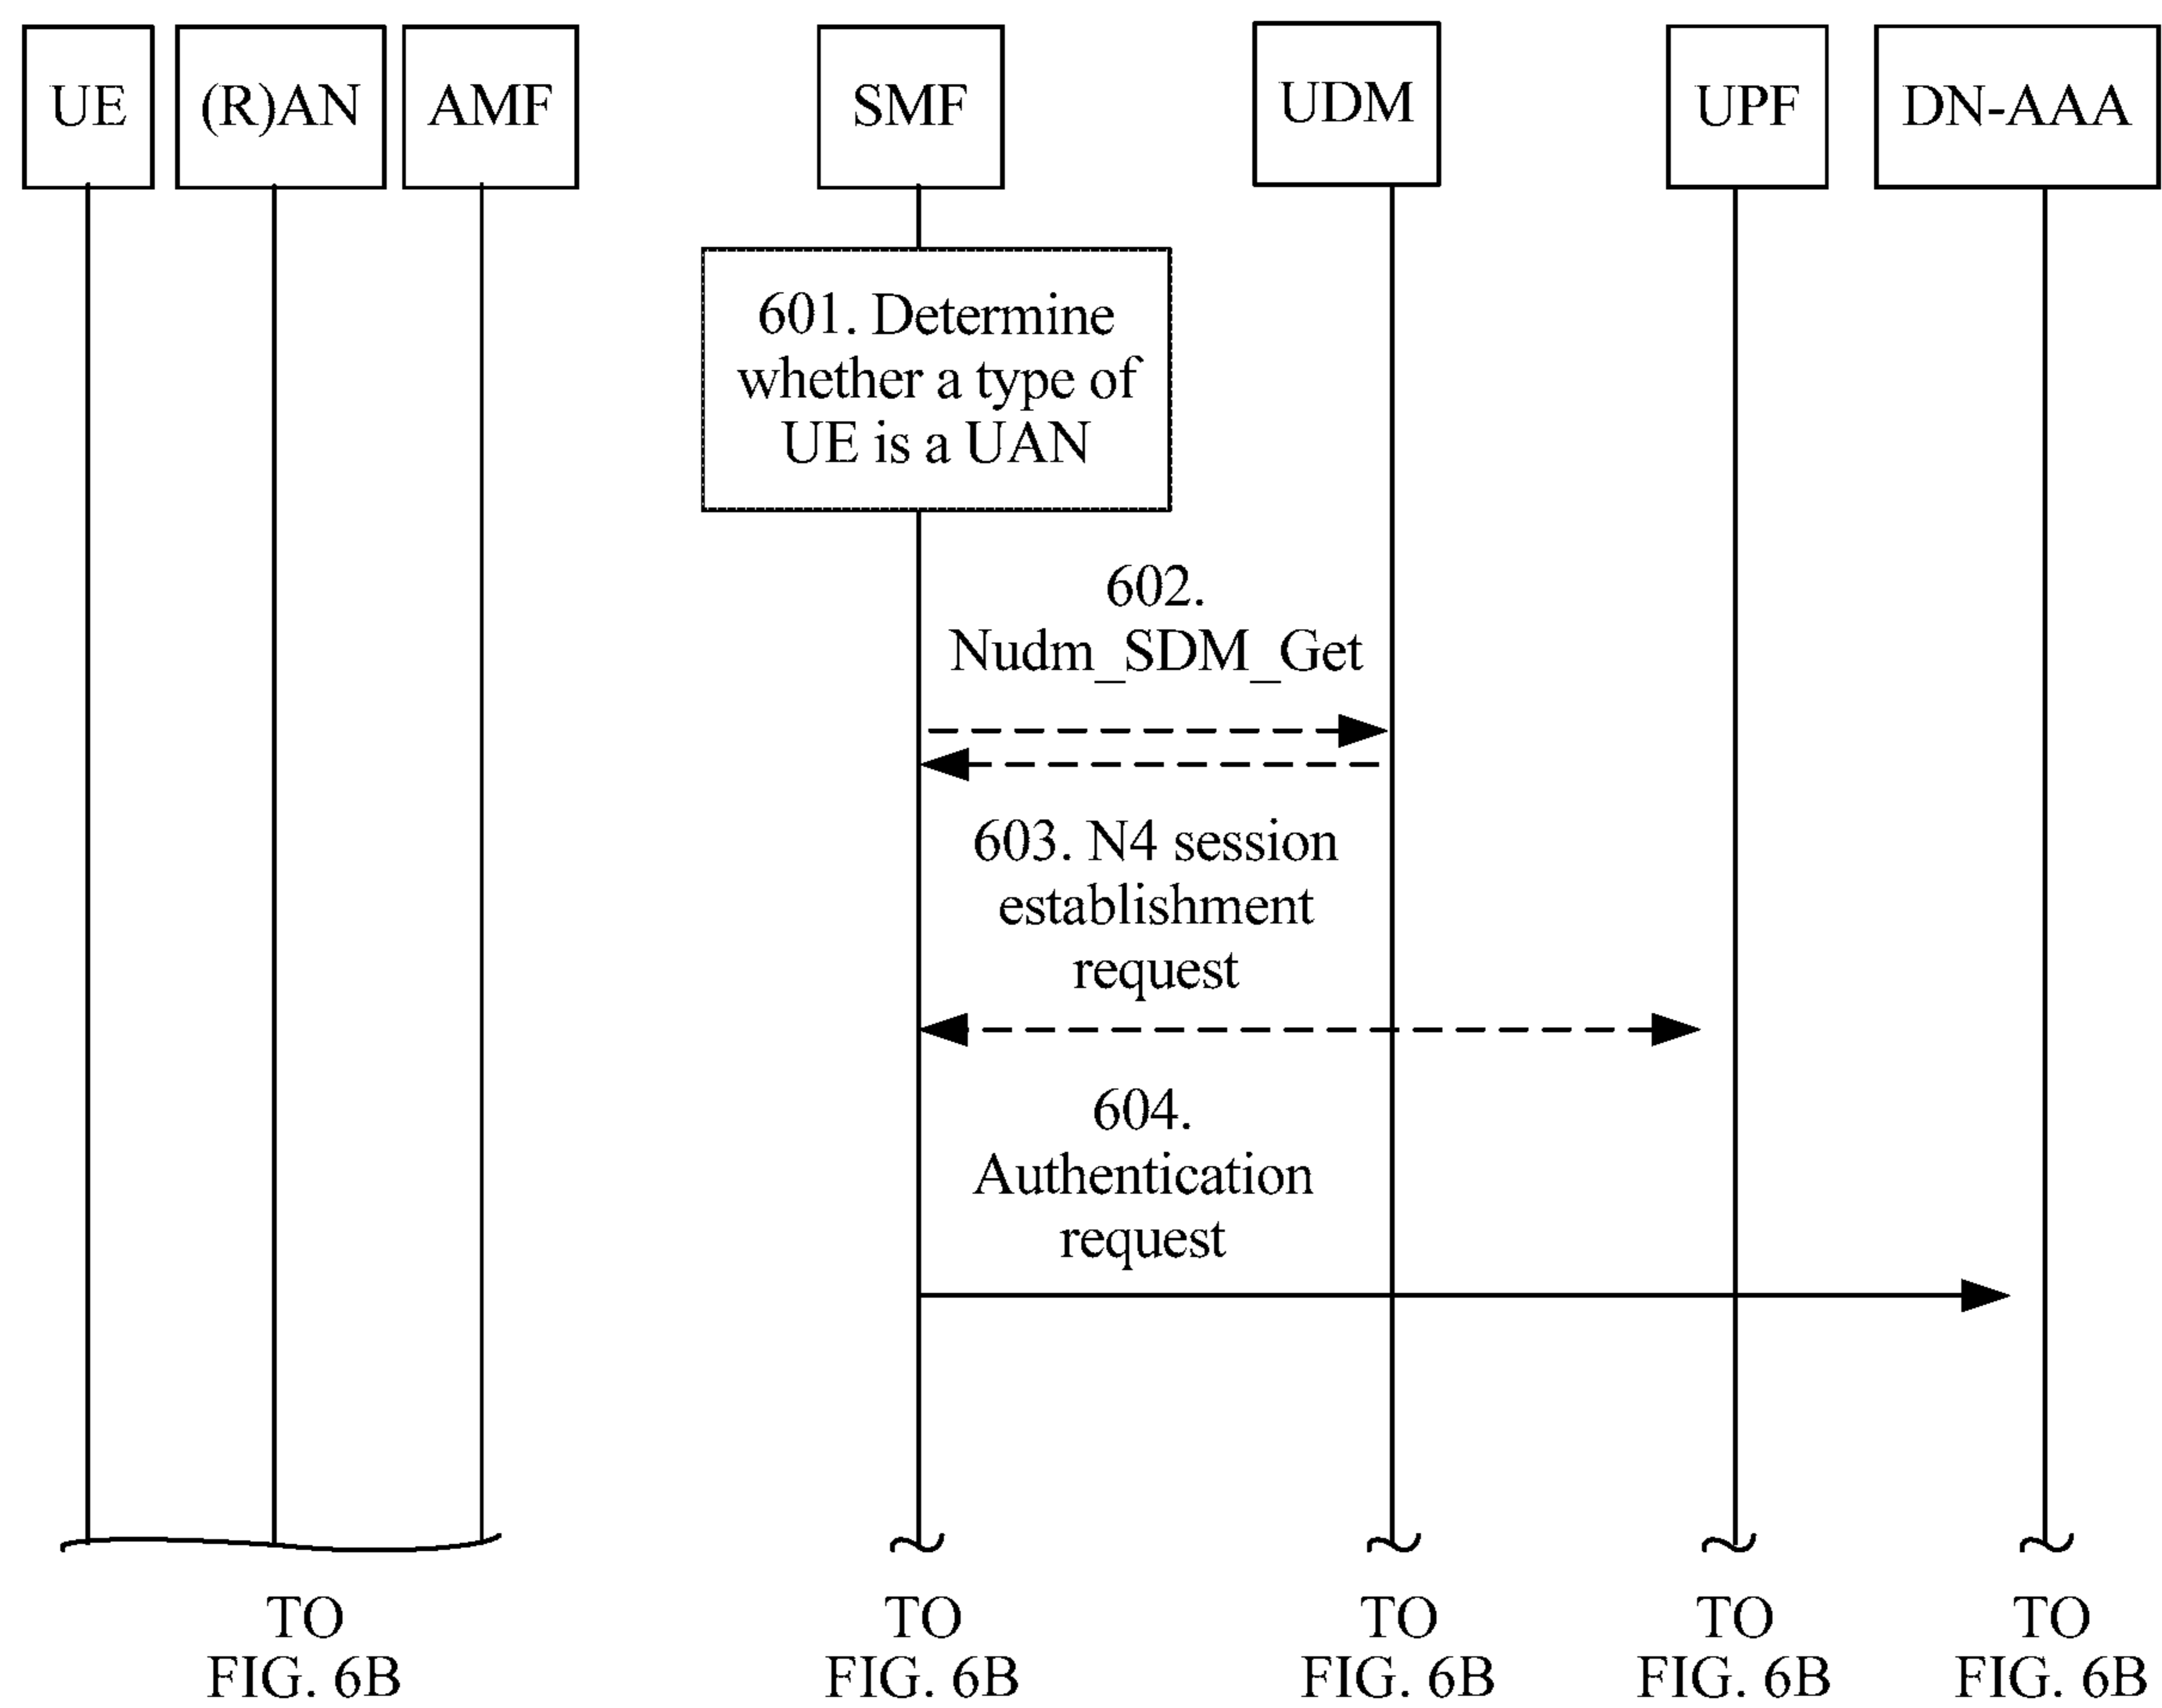 UE (R)AN AMF SMF UDM UPF DN-AAA
601. Determine
whether a type of
UE is a UAN
602.
Nudm_SDM_Get
603. N4 session
establishment
request
604.
Authentication
request
TO TO TO TO TO
FIG. 6B FIG. 6B FIG. 6B FIG. 6B FIG. 6B